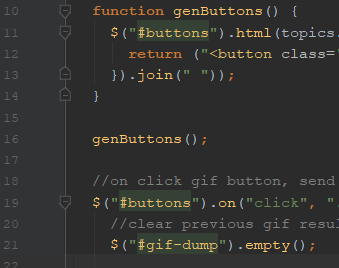 10 function genButtons() {
11 $("#buttons").html(topics.
12 return ("<button class="
13 }).join(" "));
14 }
15
16 genButtons();
17
18 //on click gif button, send
19 $("#buttons").on("click", ".
20 //clear previous gif resul
21 $("#gif-dump").empty();
22